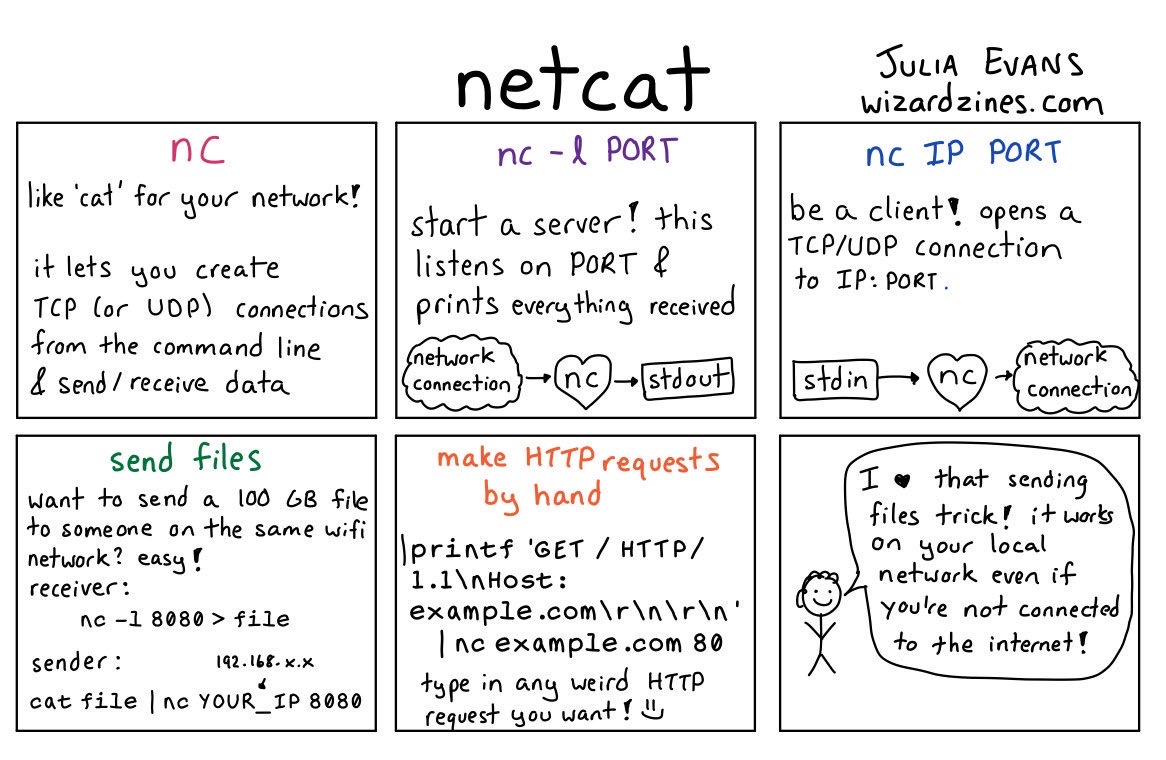 netcat
JULIA EVANS
wizardzines.com
nc
like 'cat' for your network!
it lets you create
TCP (or UDP) connections
from the command line
& send/receive data
nc -l PORT
start a server! this
listens on PORT &
prints everything received
network
connection
nc
stdout
nc IP PORT
be a client! opens a
TCP/UDP connection
to IP:PORT.
stdin
nc
network
connection
send files
want to send a 100 GB file
to someone on the same wifi
network? easy!
receiver:
nc -l 8080 > file
sender:
192.168.x.x
cat file | nc YOUR_IP 8080
make HTTP requests
by hand
printf 'GET / HTTP/
1.1\nHost:
example.com\r\n\r\n'
| nc example.com 80
type in any weird HTTP
request you want! :)
I ♥ that sending
files trick! it works
on your local
network even if
you're not connected
to the internet!